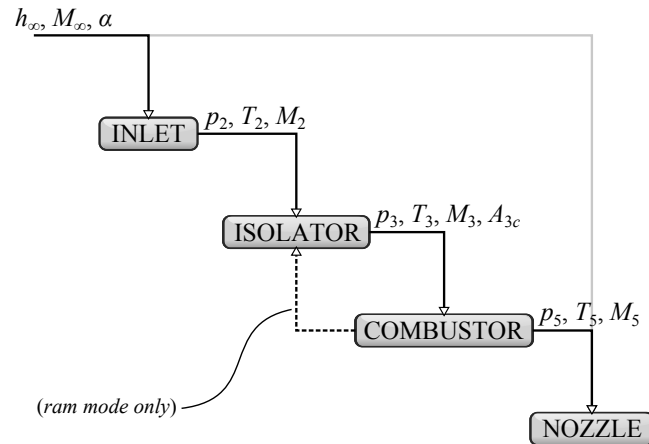 h∞, M∞, α
INLET
p₂, T₂, M₂
ISOLATOR
p₃, T₃, M₃, A₃c
COMBUSTOR
p₅, T₅, M₅
(ram mode only)
NOZZLE